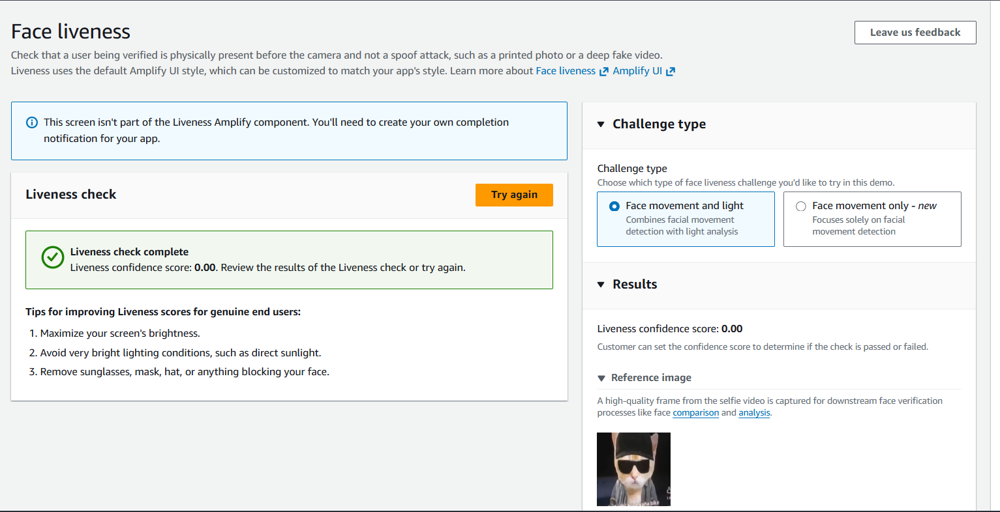 Face liveness
Leave us feedback
Check that a user being verified is physically present before the camera and not a spoof attack, such as a printed photo or a deep fake video.
Liveness uses the default Amplify UI style, which can be customized to match your app's style. Learn more about Face liveness Amplify UI
This screen isn't part of the Liveness Amplify component. You'll need to create your own completion
notification for your app.
Liveness check
Try again
Liveness check complete
Liveness confidence score: 0.00. Review the results of the Liveness check or try again.
Tips for improving Liveness scores for genuine end users:
1. Maximize your screen's brightness.
2. Avoid very bright lighting conditions, such as direct sunlight.
3. Remove sunglasses, mask, hat, or anything blocking your face.
Challenge type
Challenge type
Choose which type of face liveness challenge you'd like to try in this demo.
Face movement and light
Combines facial movement
detection with light analysis
Face movement only - new
Focuses solely on facial
movement detection
Results
Liveness confidence score: 0.00
Customer can set the confidence score to determine if the check is passed or failed.
Reference image
A high-quality frame from the selfie video is captured for downstream face verification
processes like face comparison and analysis.